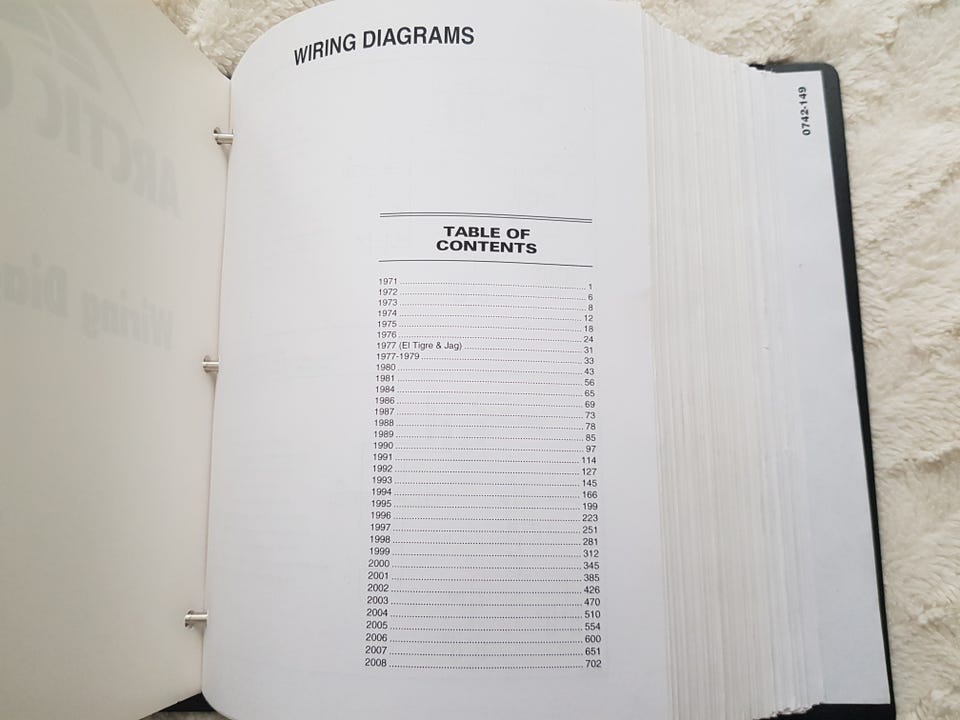 ARCTIC
Wiring
WIRING DIAGRAMS
TABLE OF
CONTENTS
1971 ........ 1
1972 ........ 6
1973 ........ 8
1974 ........ 12
1975 ........ 18
1976 ........ 24
1977 (El Tigre & Jag) ........ 31
1977-1979 ........ 33
1980 ........ 43
1981 ........ 56
1984 ........ 65
1986 ........ 69
1987 ........ 73
1988 ........ 78
1989 ........ 85
1990 ........ 97
1991 ........ 114
1992 ........ 127
1993 ........ 145
1994 ........ 166
1995 ........ 199
1996 ........ 223
1997 ........ 251
1998 ........ 281
1999 ........ 312
2000 ........ 345
2001 ........ 385
2002 ........ 426
2003 ........ 470
2004 ........ 510
2005 ........ 554
2006 ........ 600
2007 ........ 651
2008 ........ 702
0742-149